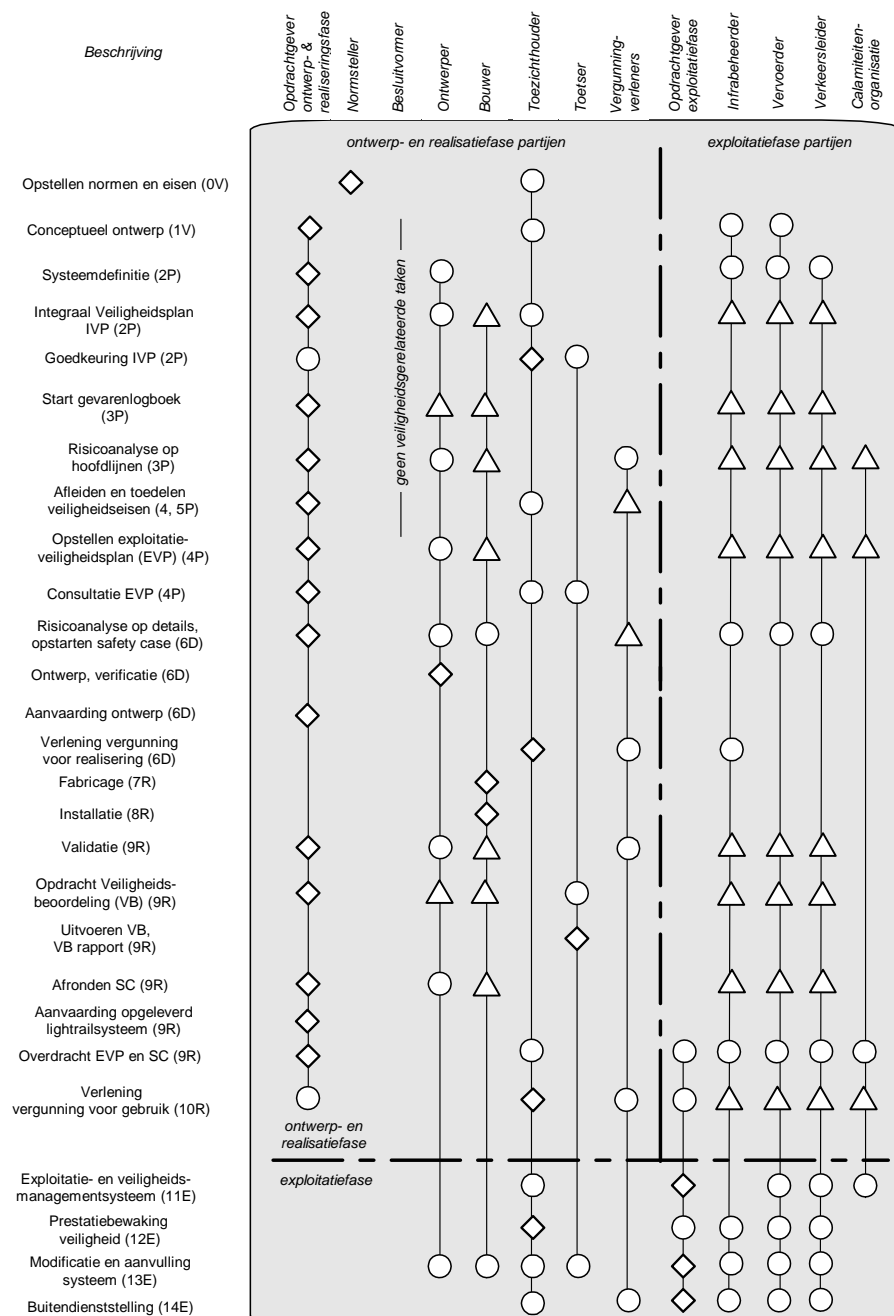 Beschrijving
Opdrachtgever
ontwerp- &
realiseringsfase
Normsteller
Besluitvormer
Ontwerper
Bouwer
Toezichthouder
Toetser
Vergunning-
verleners
Opdrachtgever
exploitatiefase
Infrabeheerder
Vervoerder
Verkeersleider
Calamiteiten-
organisatie
ontwerp- en realisatiefase partijen
exploitatiefase partijen
Opstellen normen en eisen (0V)
Conceptueel ontwerp (1V)
Systeemdefinitie (2P)
Integraal Veiligheidsplan
IVP (2P)
Goedkeuring IVP (2P)
Start gevarenlogboek
(3P)
Risicoanalyse op
hoofdlijnen (3P)
Afleiden en toedelen
veiligheidseisen (4, 5P)
Opstellen exploitatie-
veiligheidsplan (EVP) (4P)
geen veiligheidsgerelateerde taken
Consultatie EVP (4P)
Risicoanalyse op details,
opstarten safety case (6D)
Ontwerp, verificatie (6D)
Aanvaarding ontwerp (6D)
Verlening vergunning
voor realisering (6D)
Fabricage (7R)
Installatie (8R)
Validatie (9R)
Opdracht Veiligheids-
beoordeling (VB) (9R)
Uitvoeren VB,
VB rapport (9R)
Afronden SC (9R)
Aanvaarding opgeleverd
lightrailsysteem (9R)
Overdracht EVP en SC (9R)
Verlening
vergunning voor gebruik (10R)
ontwerp- en
realisatiefase
exploitatiefase
Exploitatie- en veiligheids-
managementsysteem (11E)
Prestatiebewaking
veiligheid (12E)
Modificatie en aanvulling
systeem (13E)
Buitendienststelling (14E)